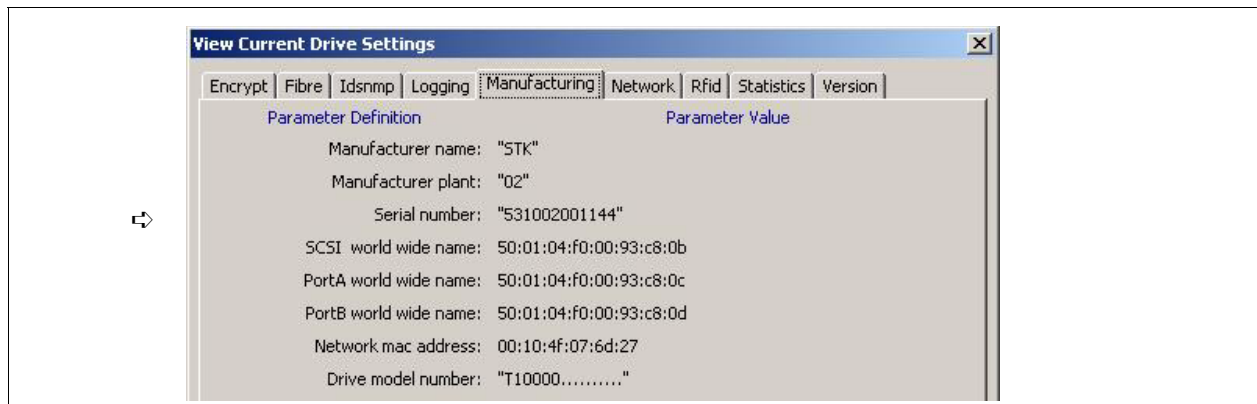 View Current Drive Settings
Encrypt Fibre Idsnmp Logging Manufacturing Network Rfid Statistics Version
Parameter Definition Parameter Value
Manufacturer name: "STK"
Manufacturer plant: "02"
Serial number: "531002001144"
SCSI world wide name: 50:01:04:f0:00:93:c8:0b
PortA world wide name: 50:01:04:f0:00:93:c8:0c
PortB world wide name: 50:01:04:f0:00:93:c8:0d
Network mac address: 00:10:4f:07:6d:27
Drive model number: "T10000.........."